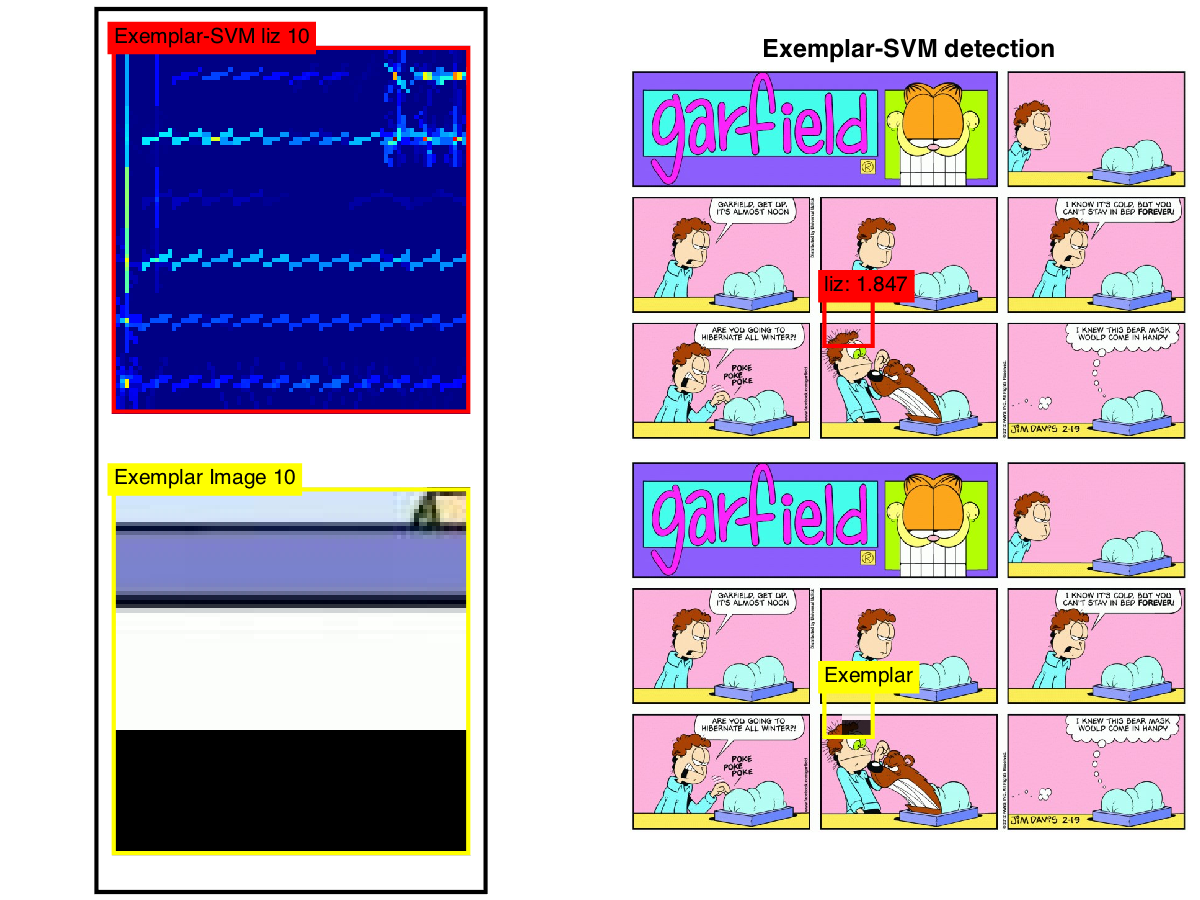 Exemplar-SVM liz 10
Exemplar Image 10
Exemplar-SVM detection
garfield
®
GARFIELD, GET UP.
IT'S ALMOST NOON
I KNOW IT'S COLD, BUT YOU
CAN'T STAY IN BED FOREVER!
liz: 1.847
ARE YOU GOING TO
HIBERNATE ALL WINTER?!
POKE
POKE
POKE
I KNEW THIS BEAR MASK
WOULD COME IN HANDY
JIM DAVIS 2-19
garfield
®
GARFIELD, GET UP.
IT'S ALMOST NOON
I KNOW IT'S COLD, BUT YOU
CAN'T STAY IN BED FOREVER!
Exemplar
ARE YOU GOING TO
HIBERNATE ALL WINTER?!
POKE
POKE
POKE
I KNEW THIS BEAR MASK
WOULD COME IN HANDY
JIM DAVIS 2-19